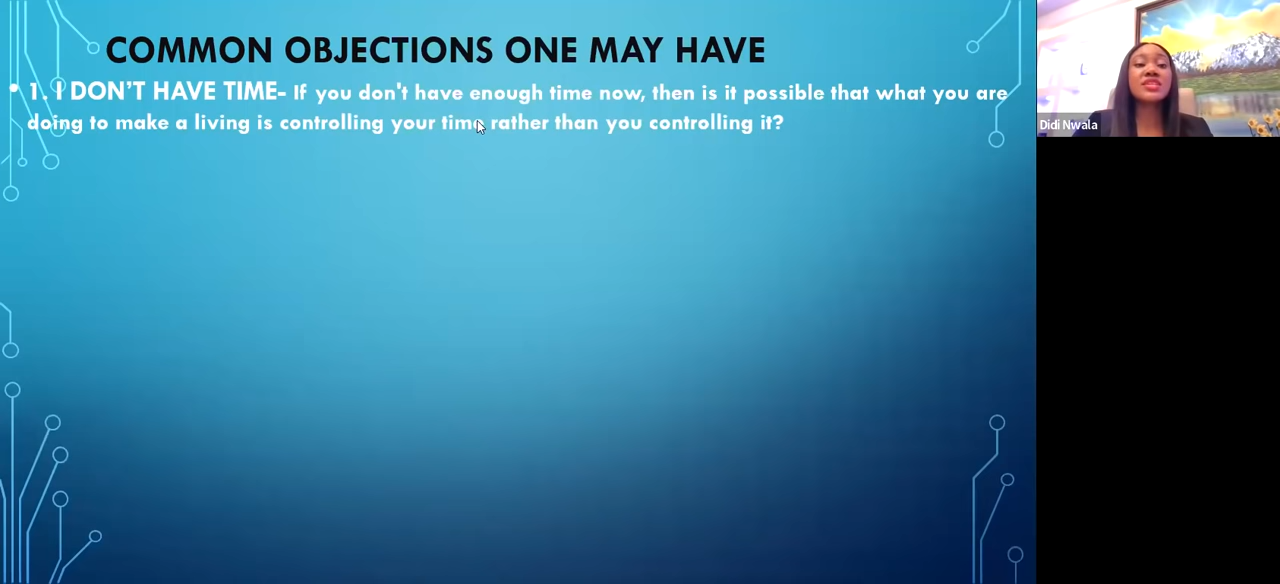 COMMON OBJECTIONS ONE MAY HAVE
• 1. I DON'T HAVE TIME- If you don't have enough time now, then is it possible that what you are
doing to make a living is controlling your time rather than you controlling it?
Didi Nwala